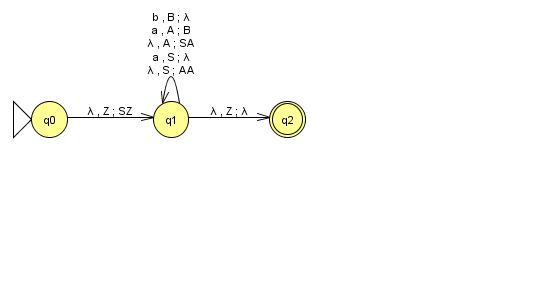 b , B ; λ
a , A ; B
λ , A ; SA
a , S ; λ
λ , S ; AA
q0
λ , Z ; SZ
q1
λ , Z ; λ
q2